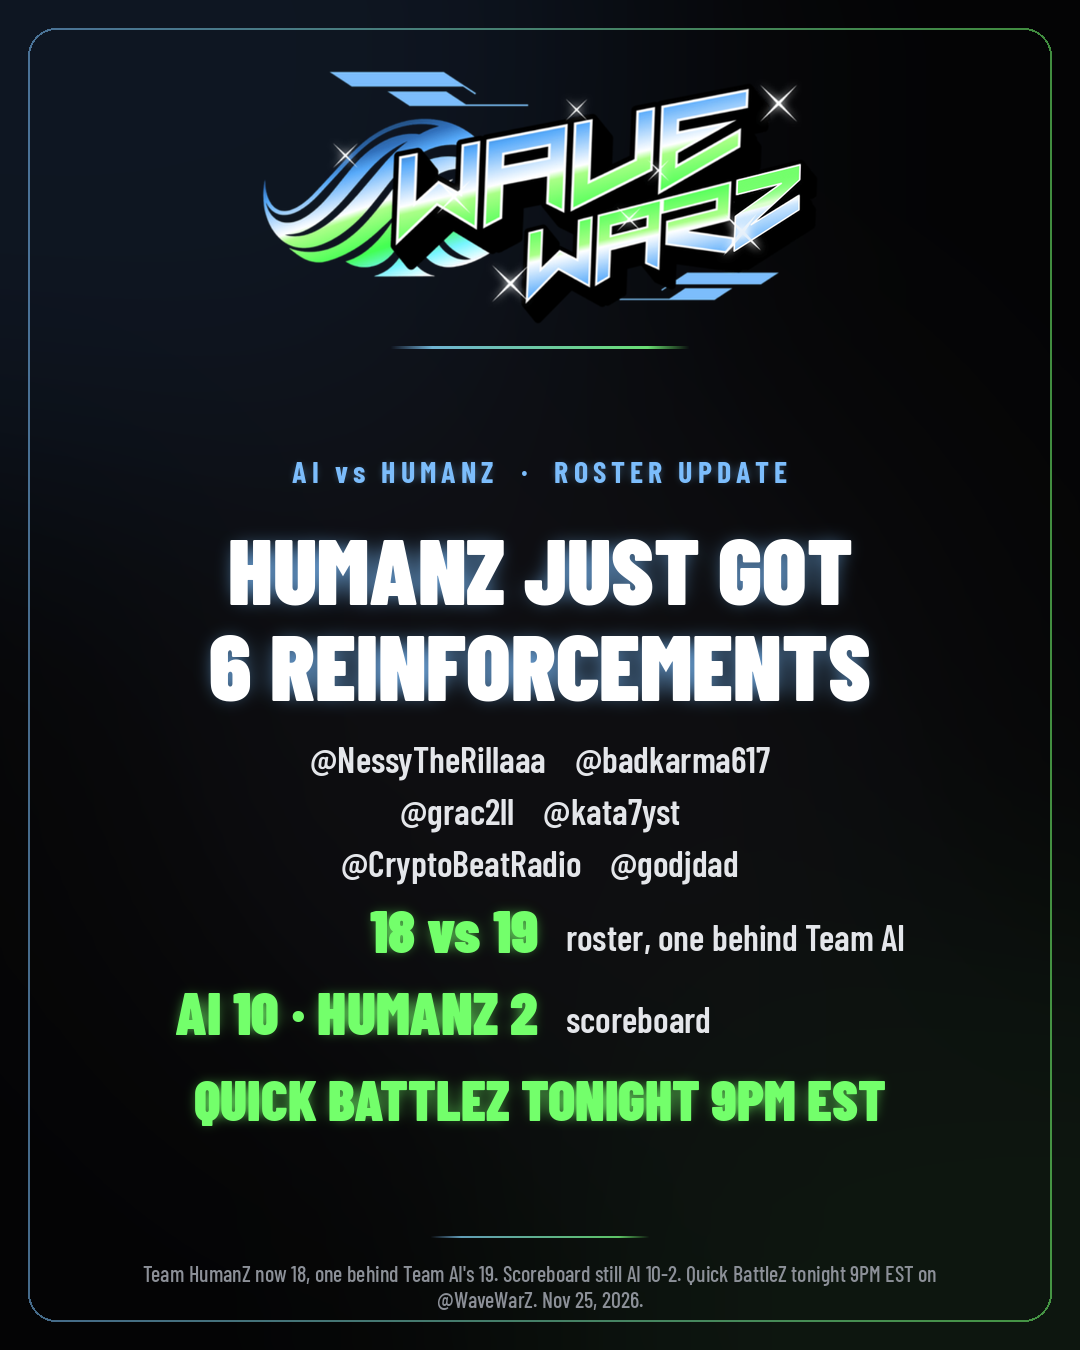 WAVE
WARZ
AI vs HUMANZ · ROSTER UPDATE
HUMANZ JUST GOT
6 REINFORCEMENTS
@NessyTheRillaaa @badkarma617
@grac2ll @kata7yst
@CryptoBeatRadio @godjdad
18 vs 19 roster, one behind Team AI
AI 10 · HUMANZ 2 scoreboard
QUICK BATTLEZ TONIGHT 9PM EST
Team HumanZ now 18, one behind Team AI's 19. Scoreboard still AI 10-2. Quick BattleZ tonight 9PM EST on
@WaveWarZ. Nov 25, 2026.